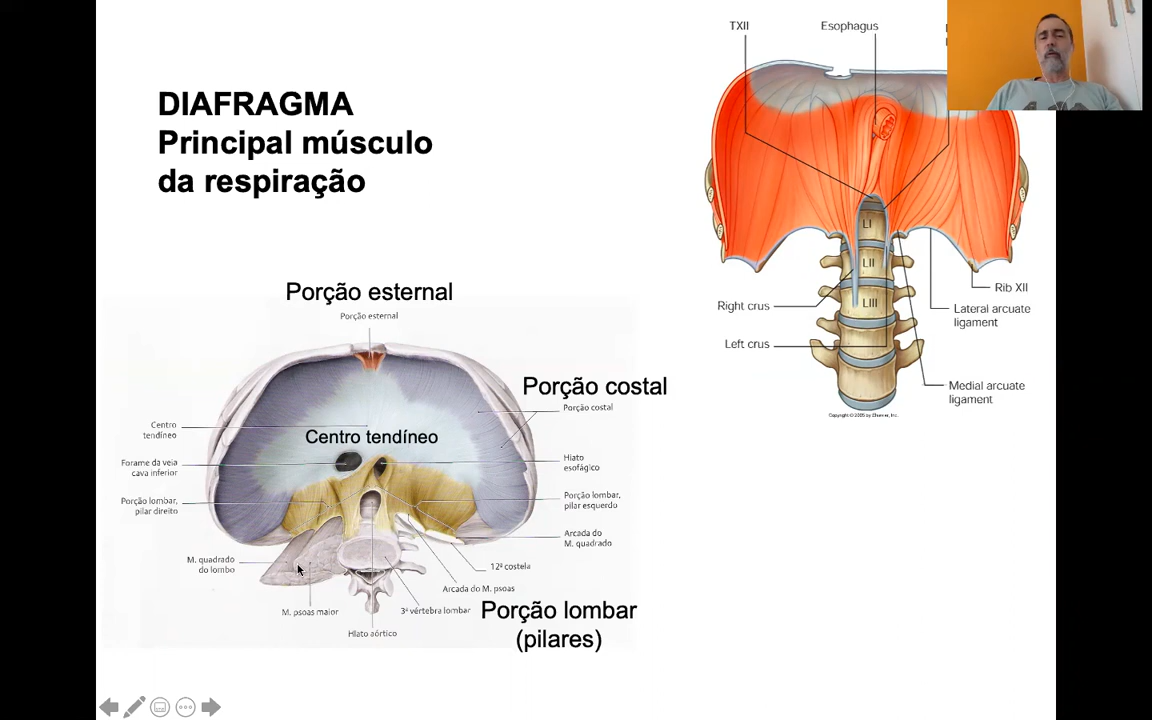 DIAFRAGMA
Principal músculo
da respiração
TXII
Esophagus
LI
LII
LIII
Right crus
Left crus
Rib XII
Lateral arcuate
ligament
Medial arcuate
ligament
Porção esternal
Porção esternal
Porção costal
Porção costal
Centro
tendíneo
Centro tendíneo
Forame da veia
cava inferior
Hiato
esofágico
Porção lombar,
pilar direito
Porção lombar,
pilar esquerdo
Arcada do
M. quadrado
M. quadrado
do lombo
12ª costela
Arcada do M. psoas
M. psoas maior
3ª vértebra lombar
Porção lombar
(pilares)
Hiato aórtico